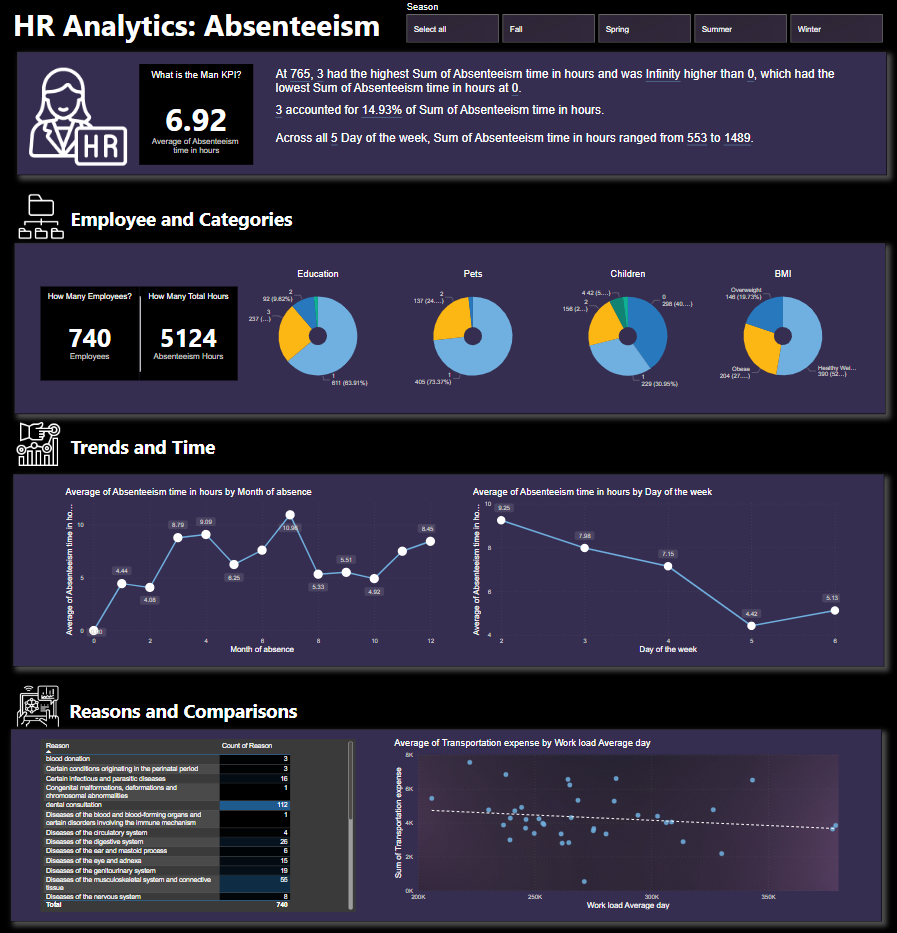 HR Analytics: Absenteeism
Season
Select all
Fall
Spring
Summer
Winter
HR
What is the Man KPI?
6.92
Average of Absenteeism
time in hours
At 765, 3 had the highest Sum of Absenteeism time in hours and was Infinity higher than 0, which had the
lowest Sum of Absenteeism time in hours at 0.
3 accounted for 14.93% of Sum of Absenteeism time in hours.
Across all 5 Day of the week, Sum of Absenteeism time in hours ranged from 553 to 1489.
Employee and Categories
How Many Employees?
740
Employees
How Many Total Hours
5124
Absenteeism Hours
Education
2
92 (9.62%)
3
237 (...)
1
611 (63.91%)
Pets
2
137 (24....)
1
405 (73.37%)
Children
4 42 (5....)
2
156 (2...)
0
298 (40....)
1
229 (30.95%)
BMI
Overweight
146 (19.73%)
Obese
204 (27....)
Healthy Wei...
390 (52...)
Trends and Time
Average of Absenteeism time in hours by Month of absence
Average of Absenteeism time in ho...
10
5
0
4.44
4.08
8.79
9.09
6.25
10.96
5.33
5.51
4.92
8.45
0
2
4
6
8
10
12
Month of absence
Average of Absenteeism time in hours by Day of the week
Average of Absenteeism time in ho...
10
8
6
4
9.25
7.98
7.15
4.42
5.13
2
3
4
5
6
Day of the week
Reasons and Comparisons
Reason Count of Reason
blood donation 3
Certain conditions originating in the perinatal period 3
Certain infectious and parasitic diseases 16
Congenital malformations, deformations and 1
chromosomal abnormalities
dental consultation 112
Diseases of the blood and blood-forming organs and 1
certain disorders involving the immune mechanism
Diseases of the circulatory system 4
Diseases of the digestive system 26
Diseases of the ear and mastoid process 6
Diseases of the eye and adnexa 15
Diseases of the genitourinary system 19
Diseases of the musculoskeletal system and connective 55
tissue
Diseases of the nervous system 8
Total 740
Average of Transportation expense by Work load Average day
Sum of Transportation expense
8K
6K
4K
2K
0K
200K
250K
300K
350K
Work load Average day